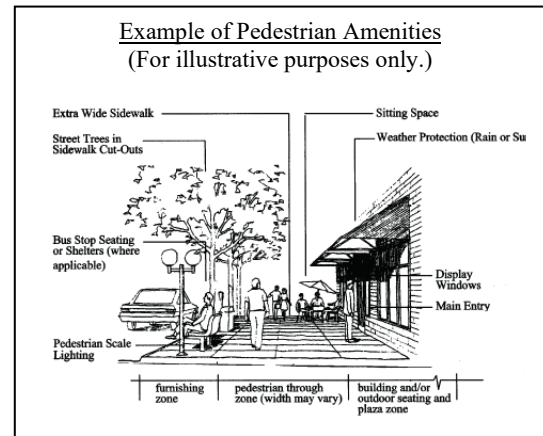 Example of Pedestrian Amenities
(For illustrative purposes only.)
Extra Wide Sidewalk
Sitting Space
Street Trees in
Sidewalk Cut-Outs
Weather Protection (Rain or Su
Bus Stop Seating
or Shelters (where
applicable)
Display
Windows
Main Entry
Pedestrian Scale
Lighting
furnishing
zone
pedestrian through
zone (width may vary)
building and/or
outdoor seating and
plaza zone